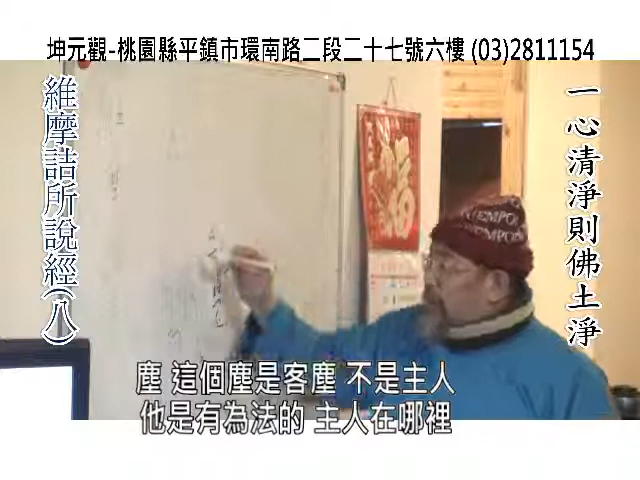 坤元觀-桃園縣平鎮市環南路二段二十七號六樓 (03)2811154
維摩詰所說經(八)
一心清淨則佛土淨
福
TEMPO
EMPO
塵 這個塵是客塵 不是主人
他是有為法的 主人在哪裡